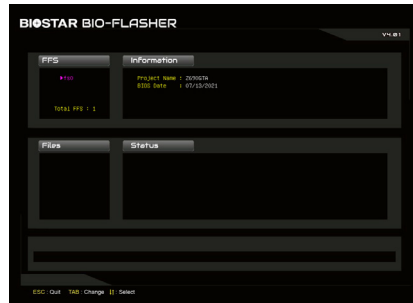 BIOSTAR BIO-FLASHER
V4.01
FFS
Information
Project Name : Z690GTA
BIOS Date : 07/13/2021
Total FFS : 1
Files
Status
ESC : Quit TAB : Change ↕ : Select